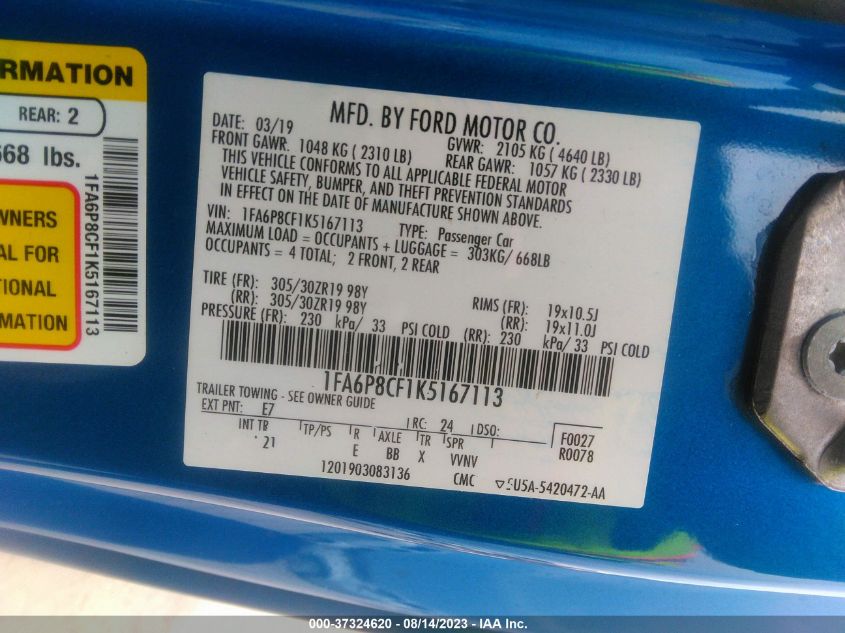 RMATION
REAR: 2
668 lbs.
WNERS
AL FOR
TIONAL
RMATION
1FA6P8CF1K5167113
MFD. BY FORD MOTOR CO.
DATE: 03/19 GVWR: 2105 KG ( 4640 LB)
FRONT GAWR: 1048 KG ( 2310 LB) REAR GAWR: 1057 KG ( 2330 LB)
THIS VEHICLE CONFORMS TO ALL APPLICABLE FEDERAL MOTOR
VEHICLE SAFETY, BUMPER, AND THEFT PREVENTION STANDARDS
IN EFFECT ON THE DATE OF MANUFACTURE SHOWN ABOVE.
VIN: 1FA6P8CF1K5167113 TYPE: Passenger Car
MAXIMUM LOAD = OCCUPANTS + LUGGAGE = 303KG/ 668LB
OCCUPANTS = 4 TOTAL; 2 FRONT, 2 REAR
TIRE (FR): 305/30ZR19 98Y RIMS (FR): 19x10.5J
(RR): 305/30ZR19 98Y (RR): 19x11.0J
PRESSURE (FR): 230 kPa/ 33 PSI COLD (RR): 230 kPa/ 33 PSI COLD
1FA6P8CF1K5167113
TRAILER TOWING - SEE OWNER GUIDE
EXT PNT: E7 RC: 24 DSO: F0027
INT TR TP/PS R AXLE TR SPR R0078
21 E BB X VVNV
1201903083136 CMC 5U5A-5420472-AA
000-37324620 - 08/14/2023 - IAA Inc.